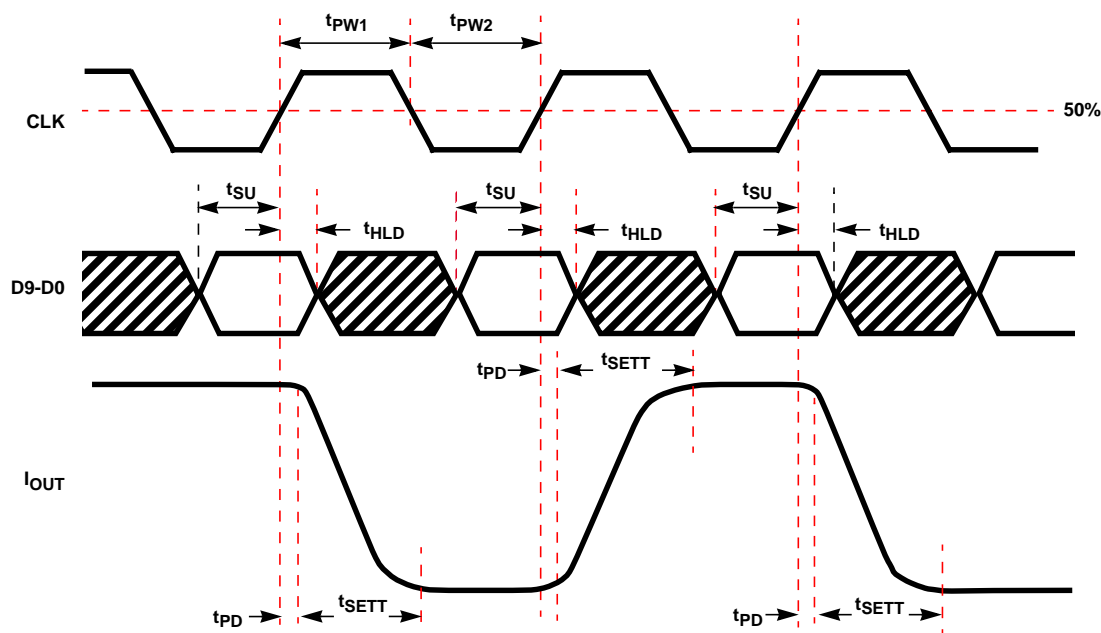 tPW1 tPW2
CLK 50%
tSU tSU tSU
tHLD tHLD tHLD
D9-D0
tPD tSETT
IOUT
tPD tSETT tPD tSETT